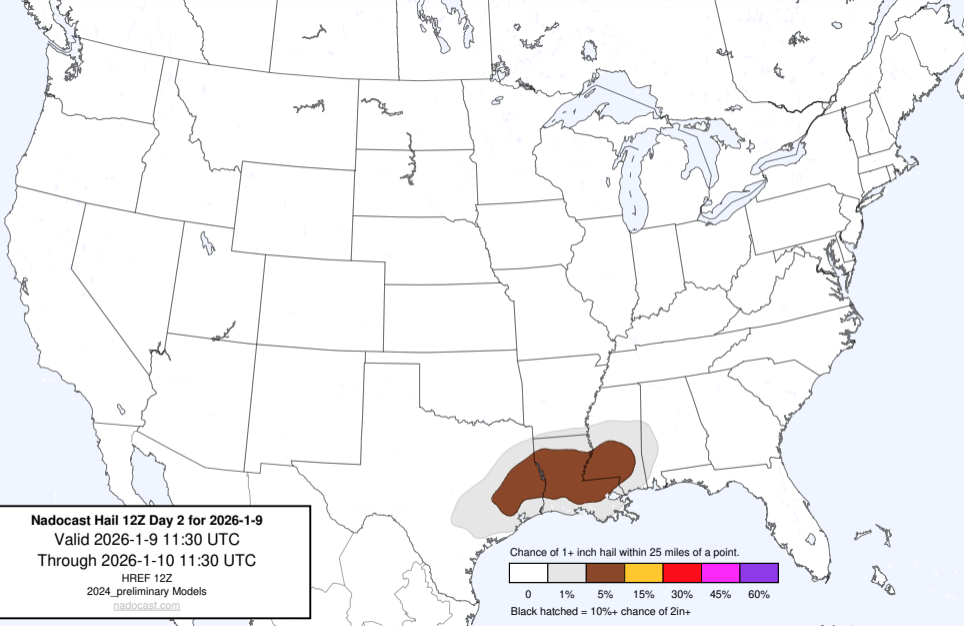 Nadocast Hail 12Z Day 2 for 2026-1-9
Valid 2026-1-9 11:30 UTC
Through 2026-1-10 11:30 UTC
HREF 12Z
2024_preliminary Models
nadocast.com
Chance of 1+ inch hail within 25 miles of a point.
0 1% 5% 15% 30% 45% 60%
Black hatched = 10%+ chance of 2in+